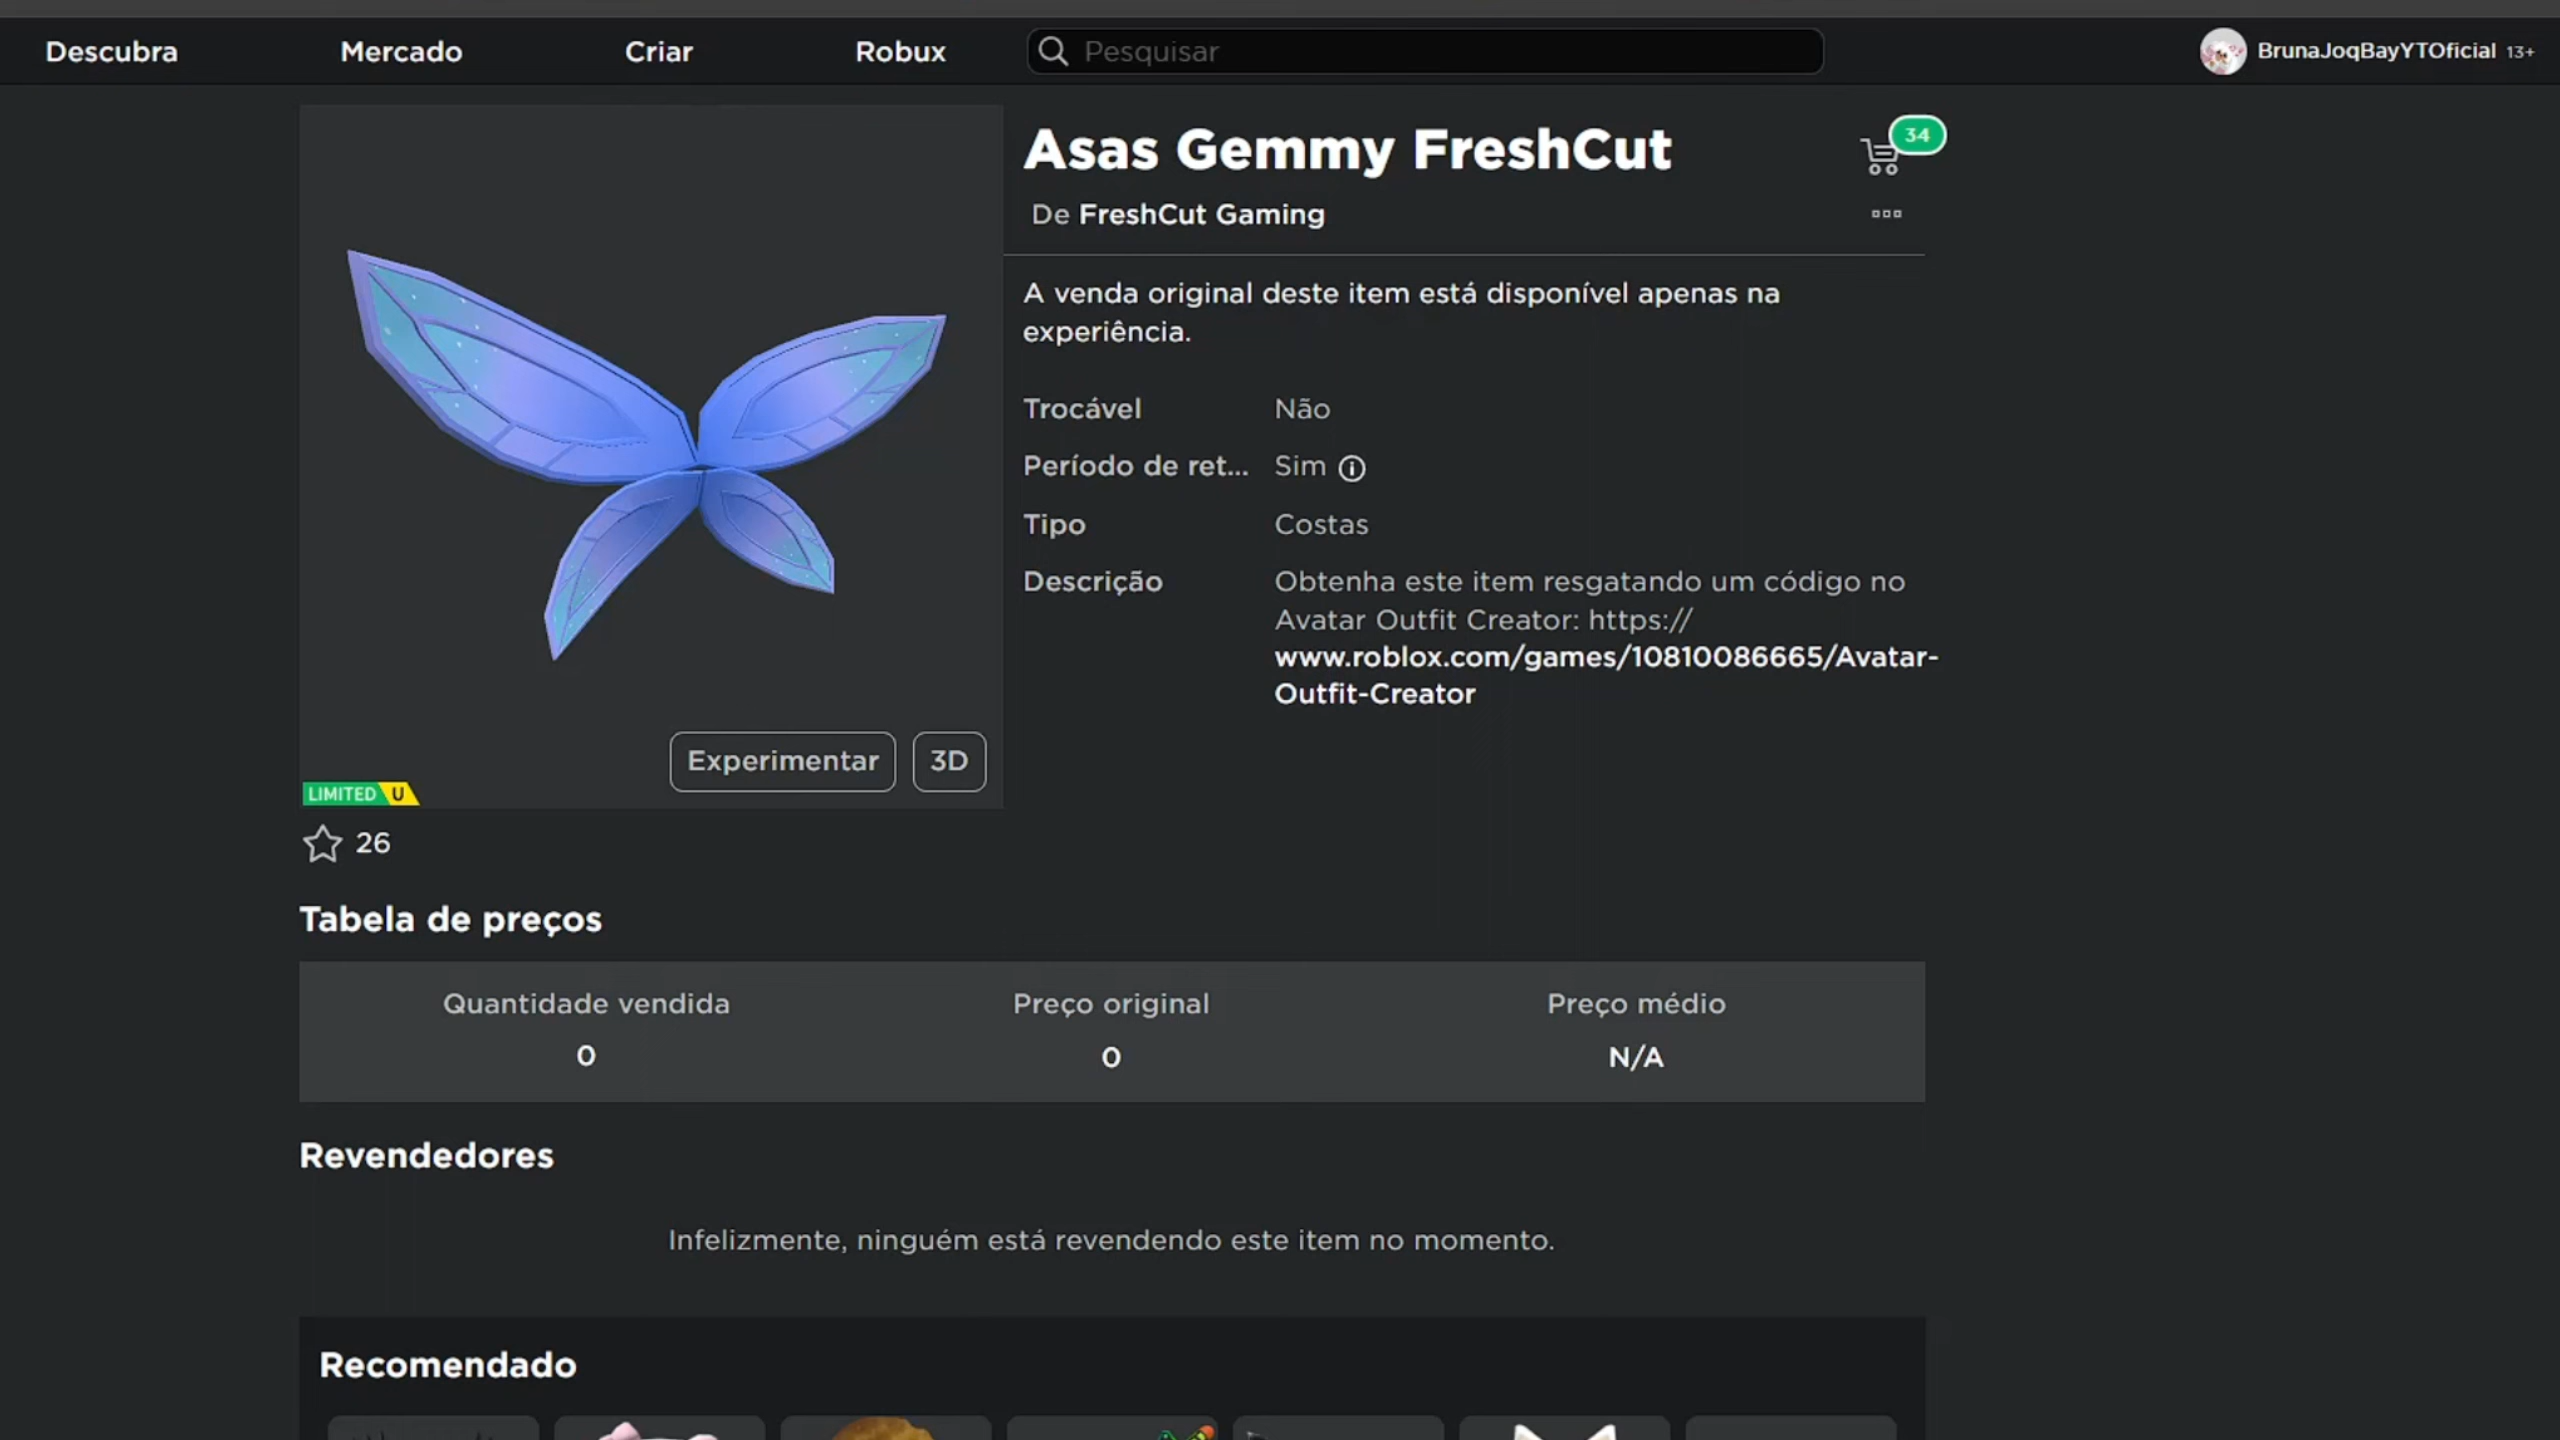 Descubra
Mercado
Criar
Robux
Pesquisar
BrunaJoqBayYTOficial 13+
Asas Gemmy FreshCut
34
De FreshCut Gaming
A venda original deste item está disponível apenas na
experiência.
Trocável Não
Período de ret... Sim
Tipo Costas
Descrição Obtenha este item resgatando um código no
Avatar Outfit Creator: https://
www.roblox.com/games/10810086665/Avatar-
Outfit-Creator
Experimentar
3D
LIMITED U
26
Tabela de preços
Quantidade vendida Preço original Preço médio
0 0 N/A
Revendedores
Infelizmente, ninguém está revendendo este item no momento.
Recomendado